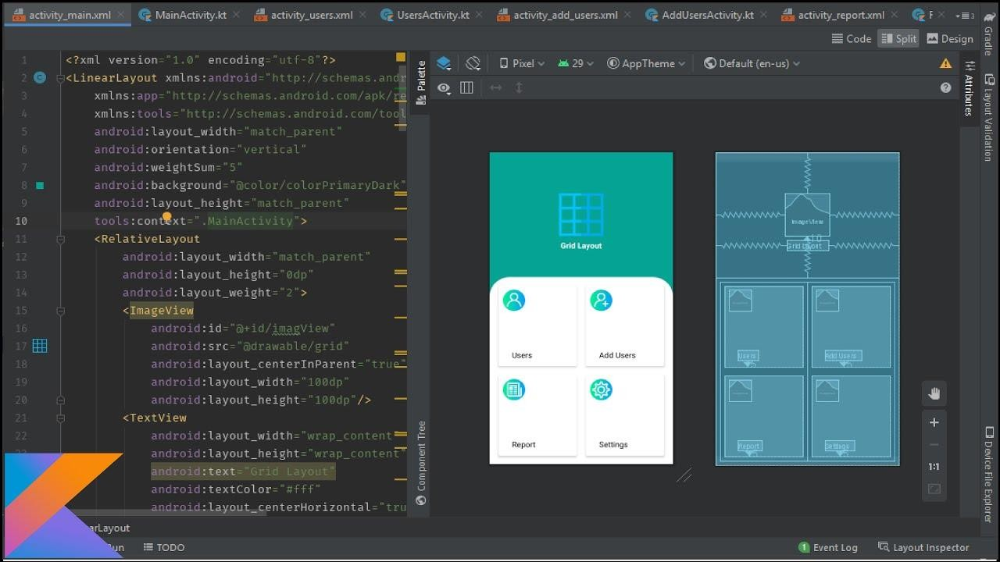 activity_main.xml
MainActivity.kt
activity_users.xml
UsersActivity.kt
activity_add_users.xml
AddUsersActivity.kt
activity_report.xml
Code
Split
Design
Pixel
29
AppTheme
Default (en-us)
1 <?xml version="1.0" encoding="utf-8"?>
2 <LinearLayout xmlns:android="http://schemas.andr
3 xmlns:app="http://schemas.android.com/apk/re
4 xmlns:tools="http://schemas.android.com/tool
5 android:layout_width="match_parent"
6 android:orientation="vertical"
7 android:weightSum="5"
8 android:background="@color/colorPrimaryDark"
9 android:layout_height="match_parent"
10 tools:context=".MainActivity">
11 <RelativeLayout
12 android:layout_width="match_parent"
13 android:layout_height="0dp"
14 android:layout_weight="2">
15 <ImageView
16 android:id="@+id/imagView"
17 android:src="@drawable/grid"
18 android:layout_centerInParent="true"
19 android:layout_width="100dp"
20 android:layout_height="100dp"/>
21 <TextView
22 android:layout_width="wrap_content
android:layout_height="wrap_content"
android:text="Grid Layout"
android:textColor="#fff"
android:layout_centerHorizontal="tru
Palette
Component Tree
Grid Layout
Users
Add Users
Report
Settings
ImageView
Grid Layout
Users
Add Users
Report
Settings
1:1
Gradle
Attributes
Layout Validation
Device File Explorer
arLayout
un
TODO
1 Event Log
Layout Inspector